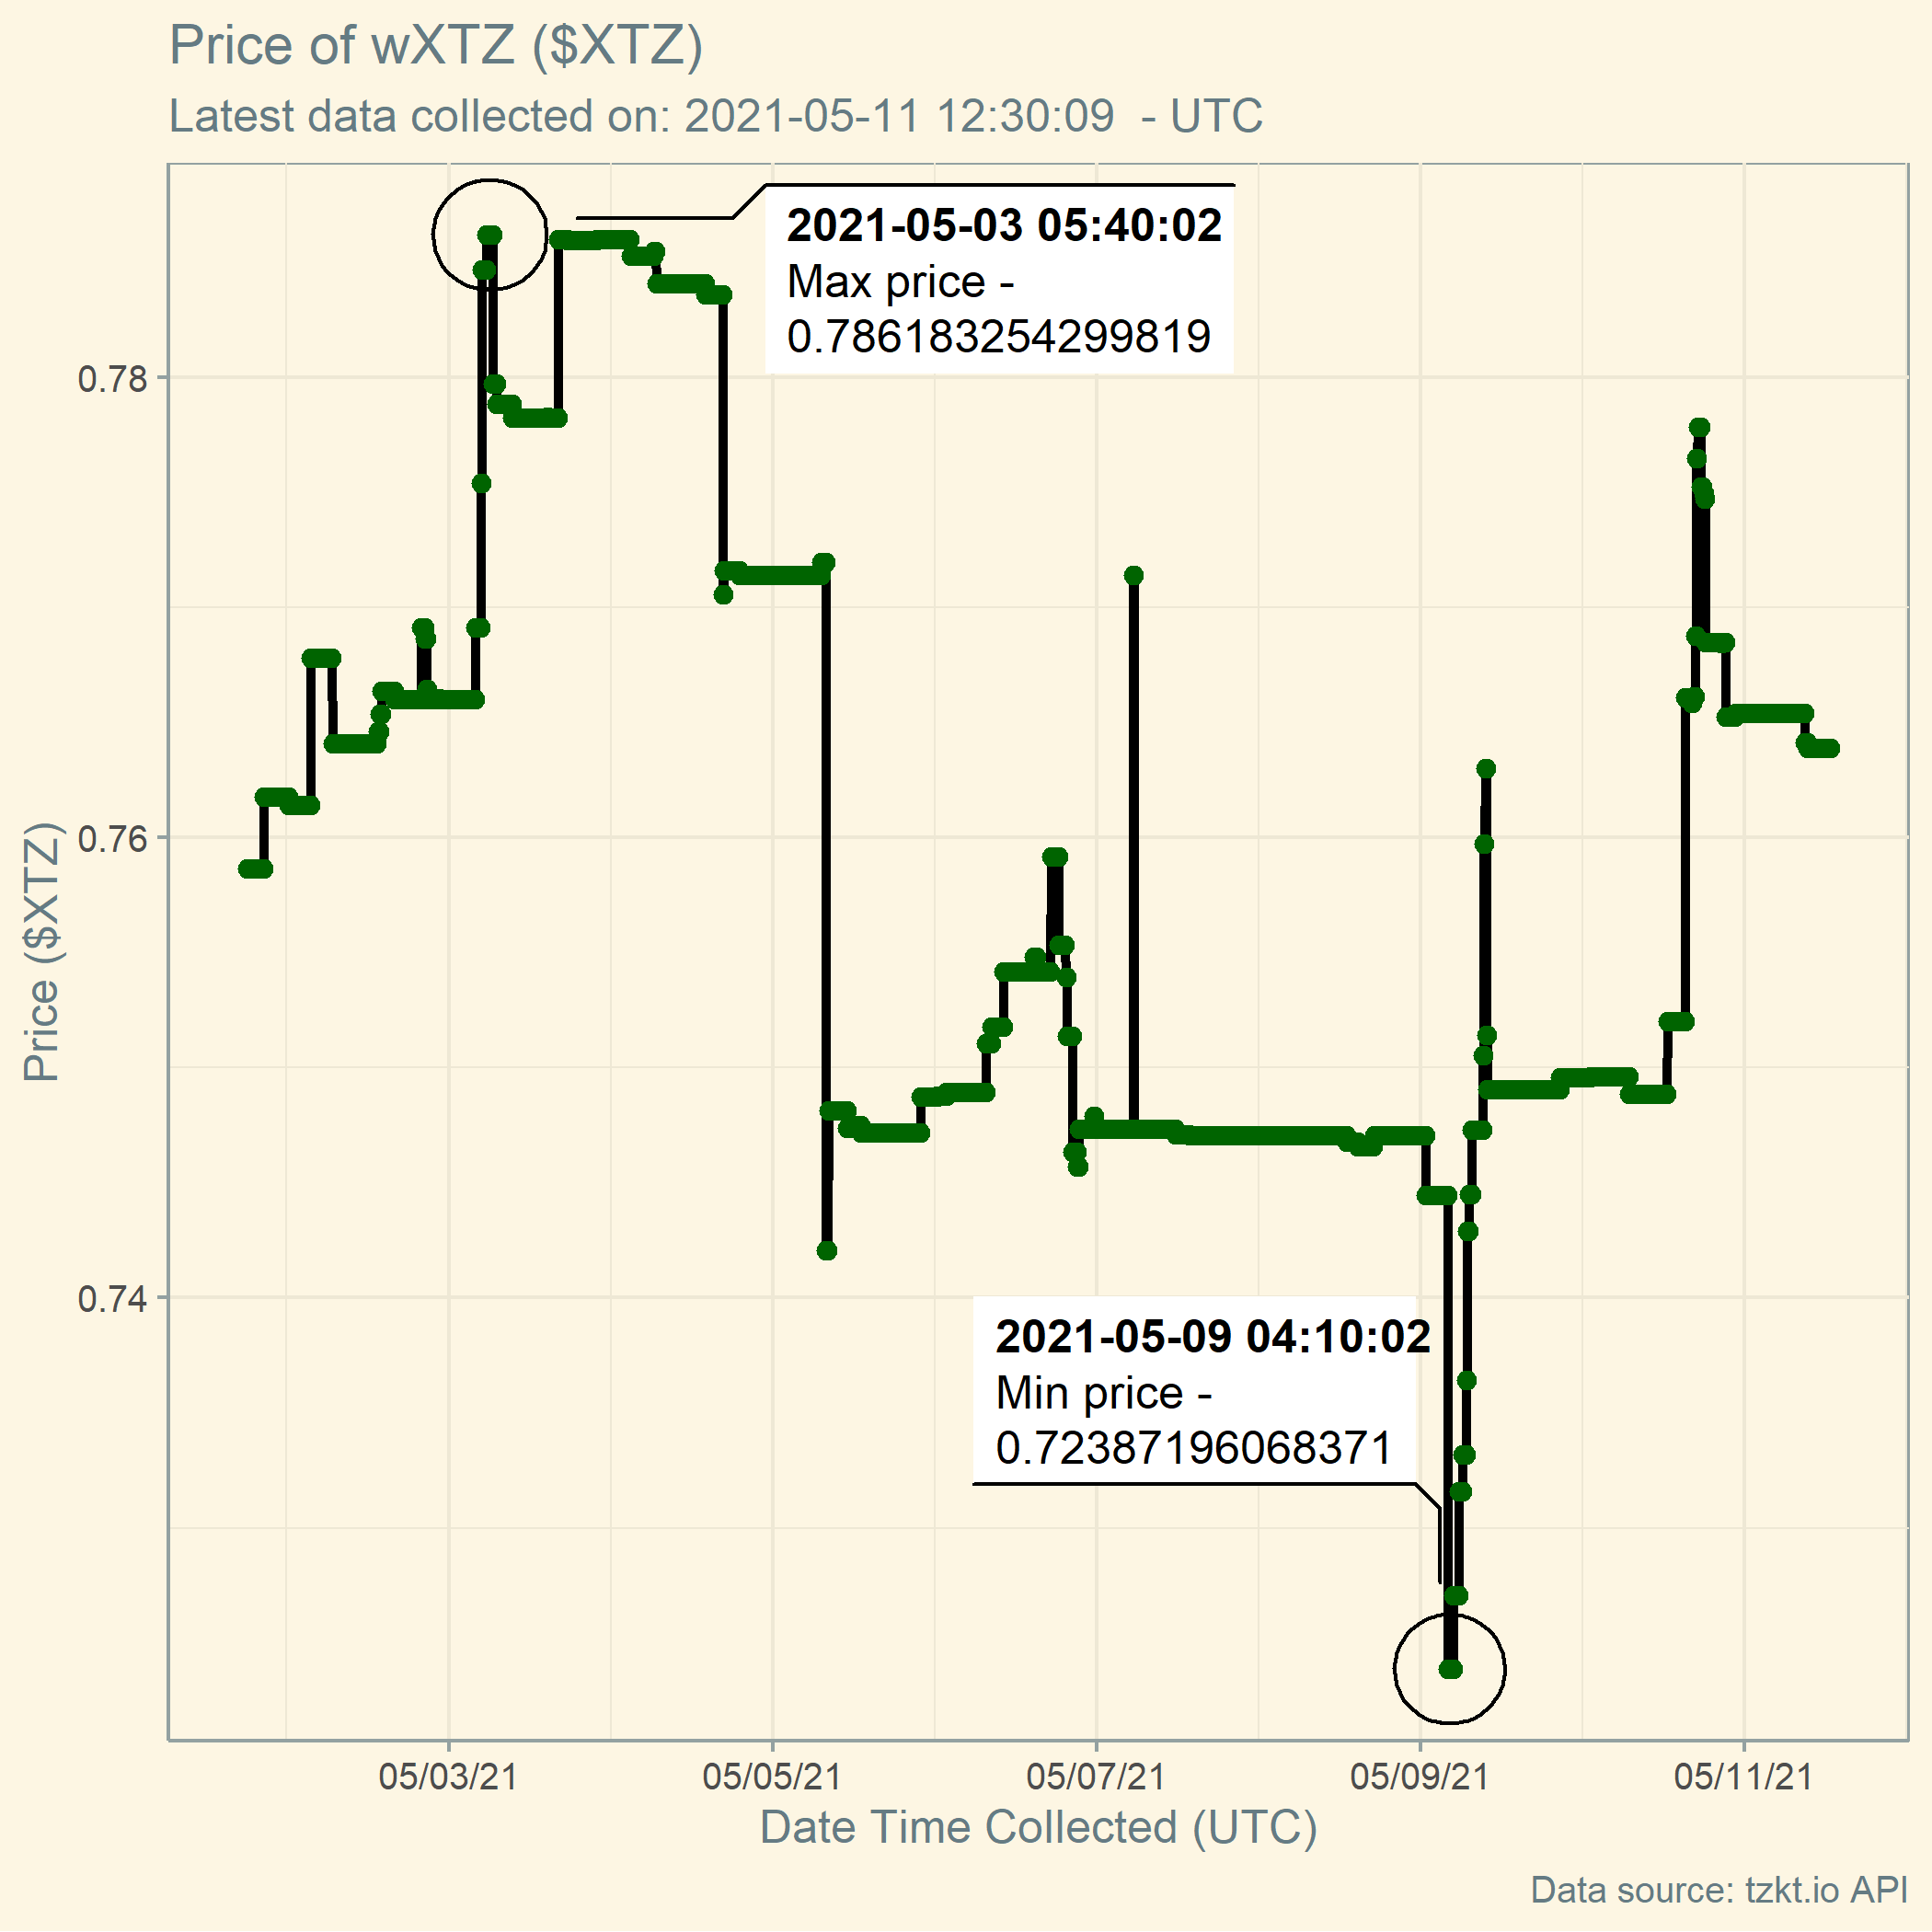 Price of wXTZ ($XTZ)
Latest data collected on: 2021-05-11 12:30:09  - UTC
2021-05-03 05:40:02
Max price -
0.786183254299819
0.78
0.76
Price ($XTZ)
0.74
2021-05-09 04:10:02
Min price -
0.72387196068371
05/03/21
05/05/21
05/07/21
05/09/21
05/11/21
Date Time Collected (UTC)
Data source: tzkt.io API